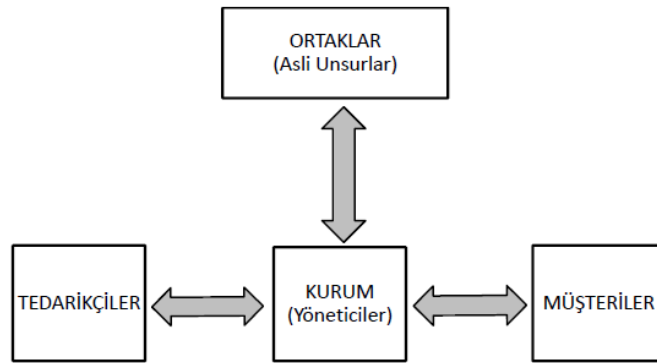 ORTAKLAR
(Asli Unsurlar)
TEDARİKÇİLER
KURUM
(Yöneticiler)
MÜŞTERİLER